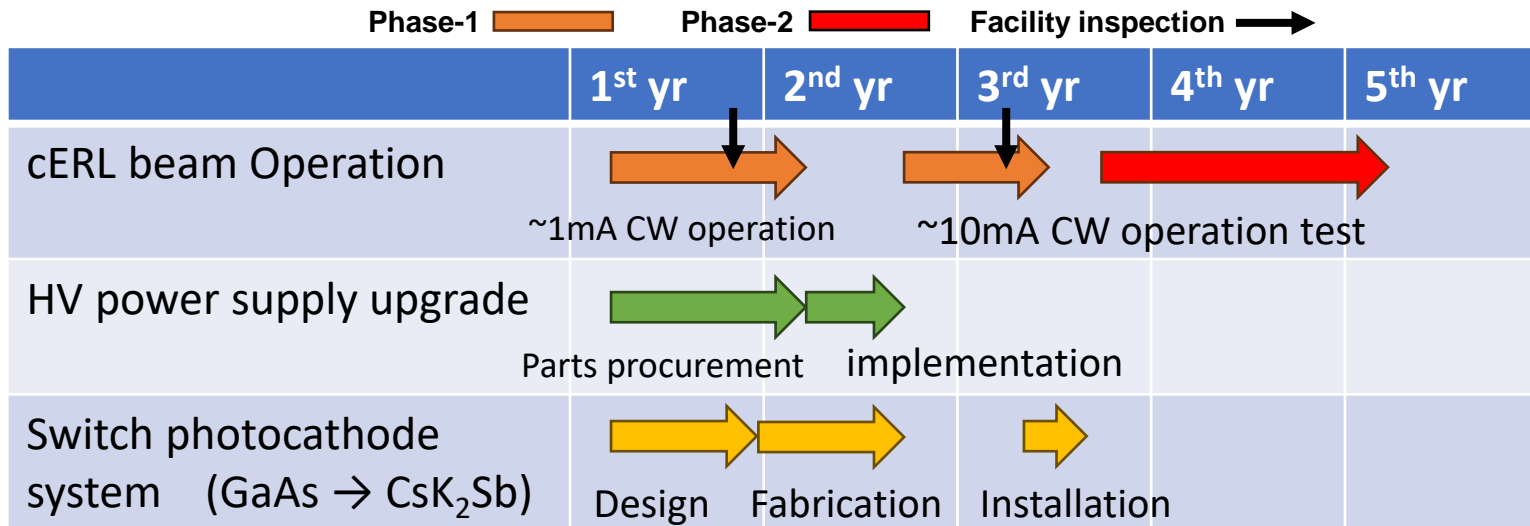 Phase-1 Phase-2 Facility inspection
1st yr 2nd yr 3rd yr 4th yr 5th yr
cERL beam Operation
~1mA CW operation ~10mA CW operation test
HV power supply upgrade
Parts procurement implementation
Switch photocathode
system (GaAs → CsK₂Sb)
Design Fabrication Installation